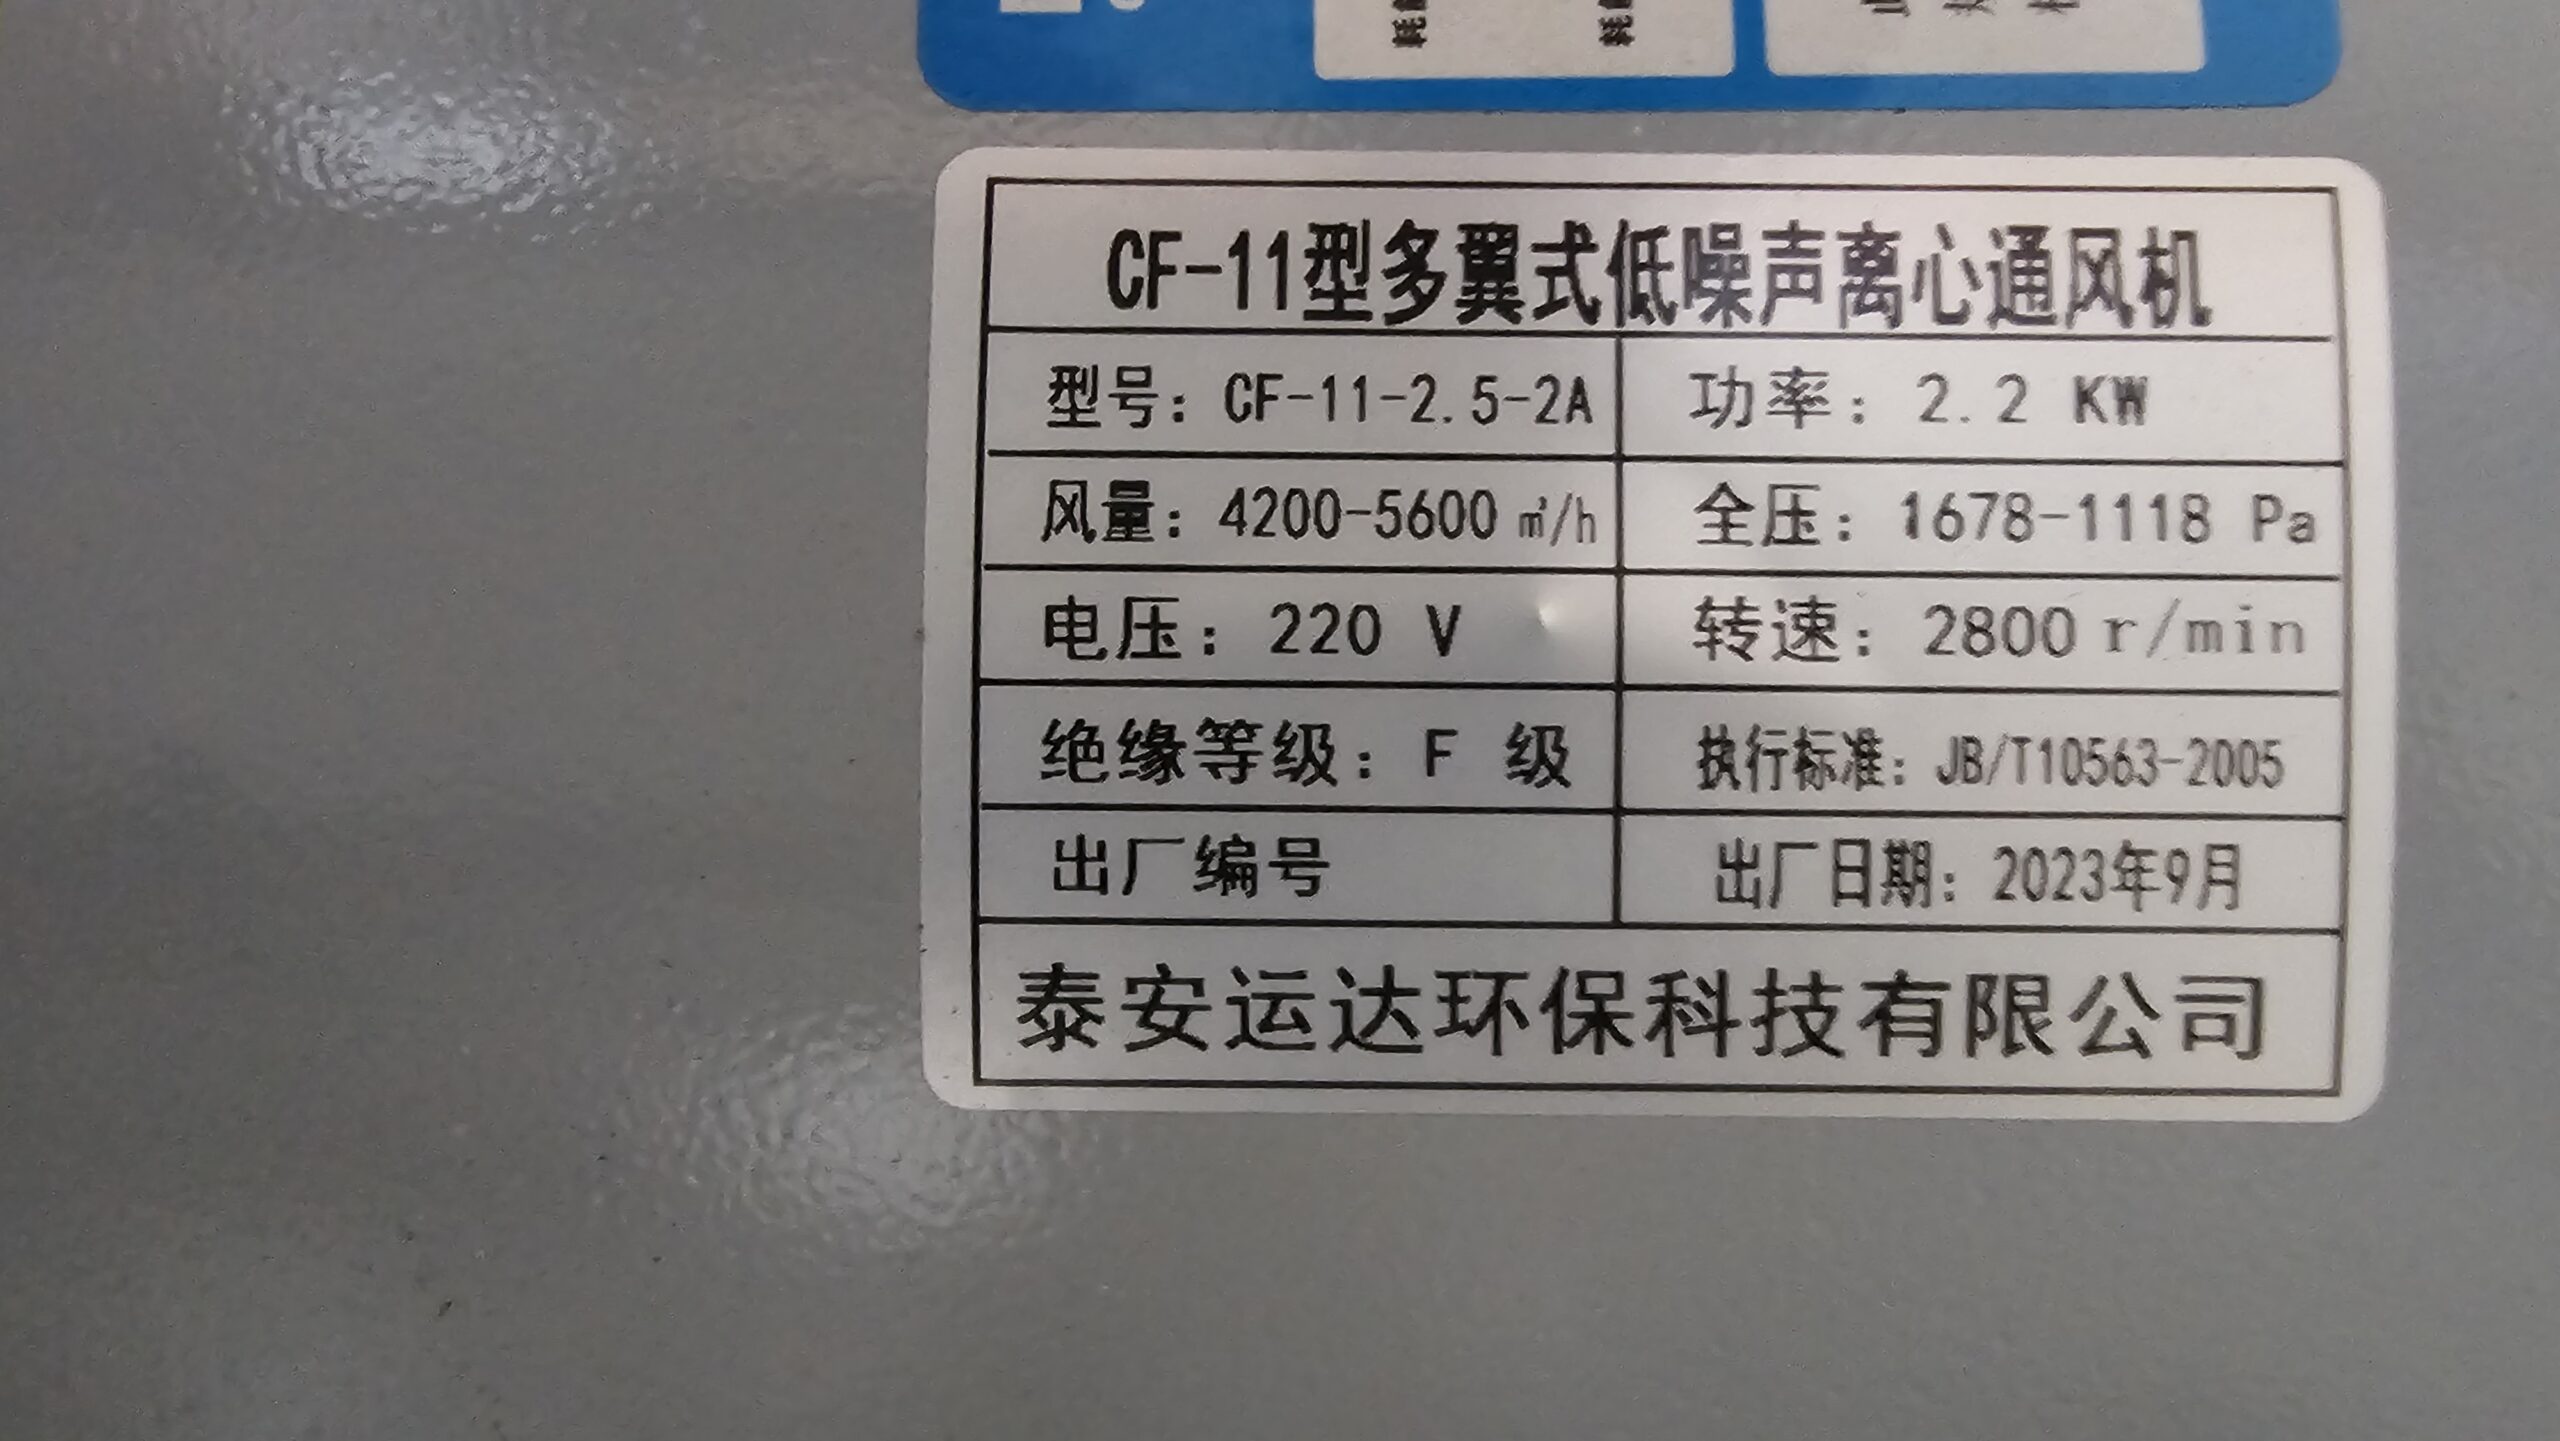 CF-11型多翼式低噪声离心通风机
型号: CF-11-2.5-2A
功率: 2.2 KW
风量: 4200-5600 ㎥/h
全压: 1678-1118 Pa
电压: 220 V
转速: 2800 r/min
绝缘等级: F 级
执行标准: JB/T10563-2005
出厂编号
出厂日期: 2023年9月
泰安运达环保科技有限公司